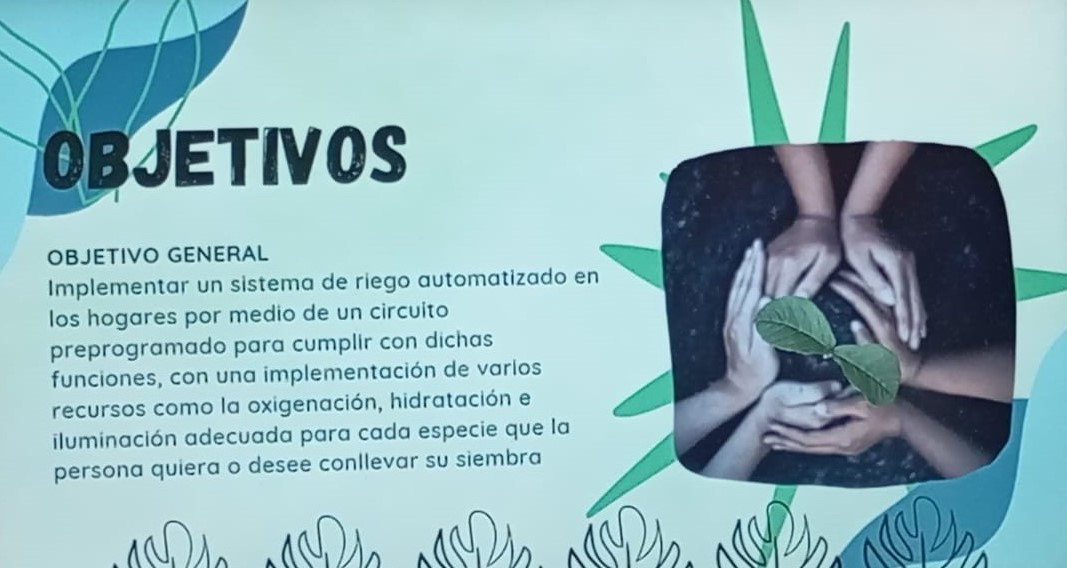 OBJETIVOS
OBJETIVO GENERAL
Implementar un sistema de riego automatizado en
los hogares por medio de un circuito
preprogramado para cumplir con dichas
funciones, con una implementación de varios
recursos como la oxigenación, hidratación e
iluminación adecuada para cada especie que la
persona quiera o desee conllevar su siembra